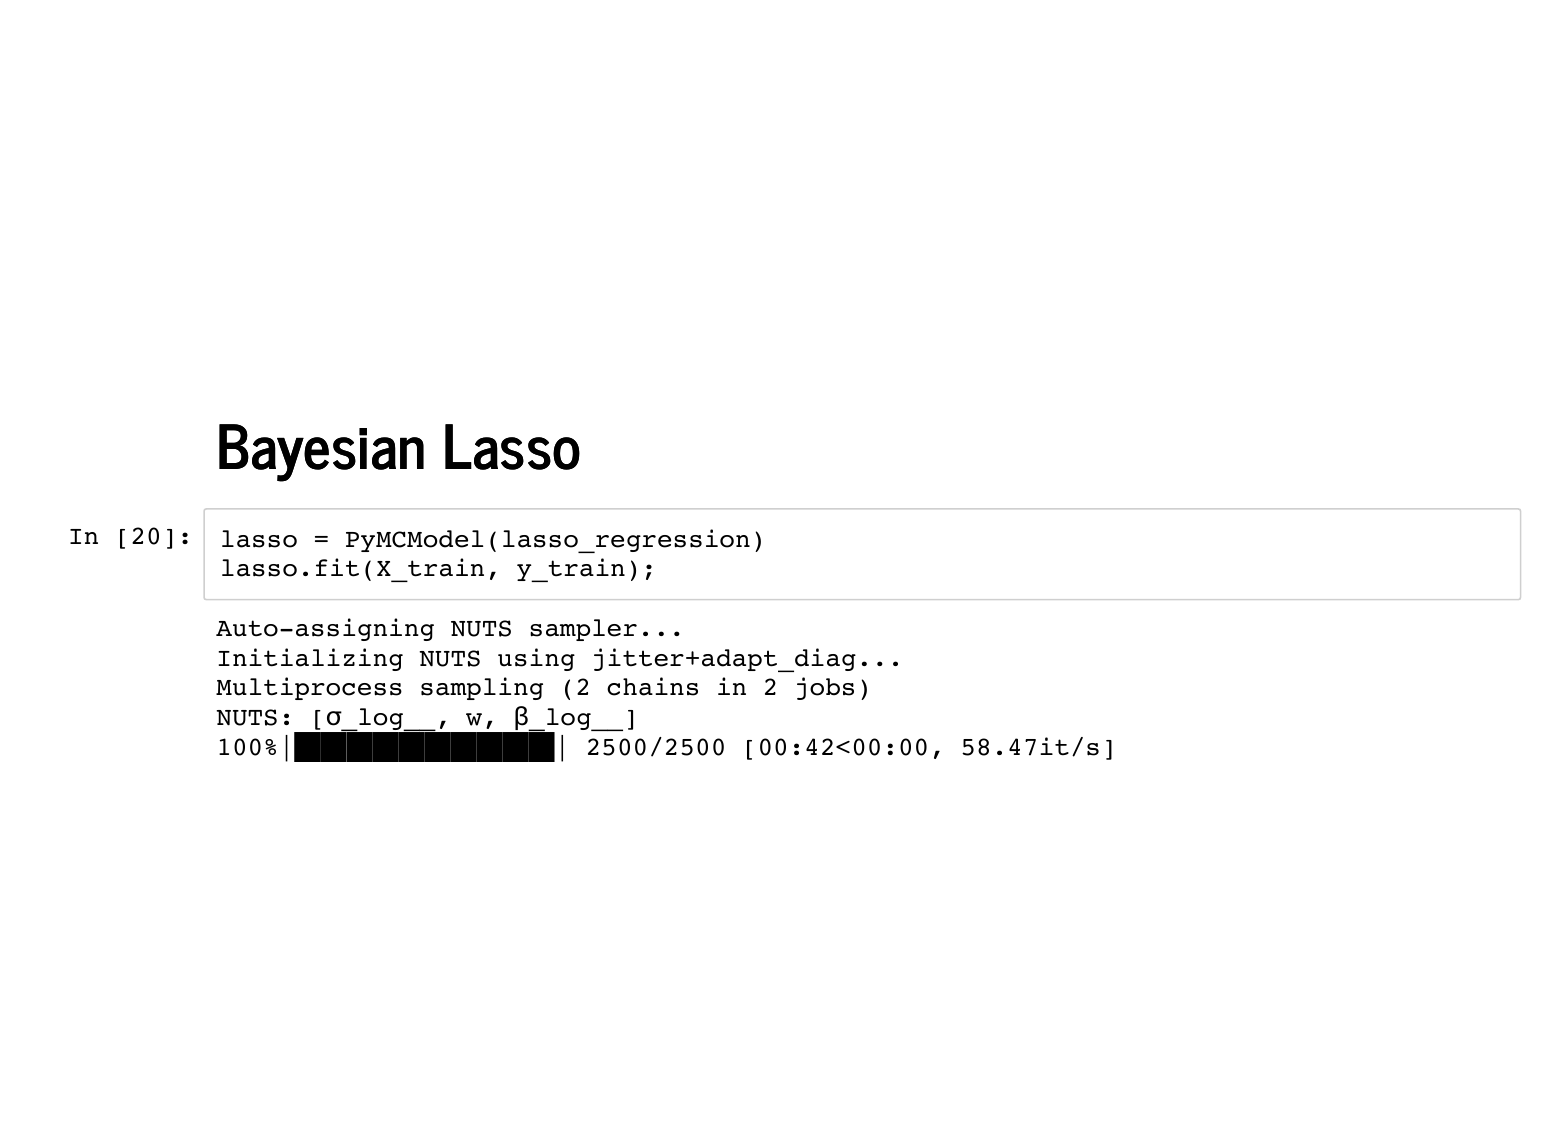 Bayesian Lasso
In [20]:
lasso = PyMCModel(lasso_regression)
lasso.fit(X_train, y_train);
Auto-assigning NUTS sampler...
Initializing NUTS using jitter+adapt_diag...
Multiprocess sampling (2 chains in 2 jobs)
NUTS: [σ_log__, w, β_log__]
100%|██████████| 2500/2500 [00:42<00:00, 58.47it/s]